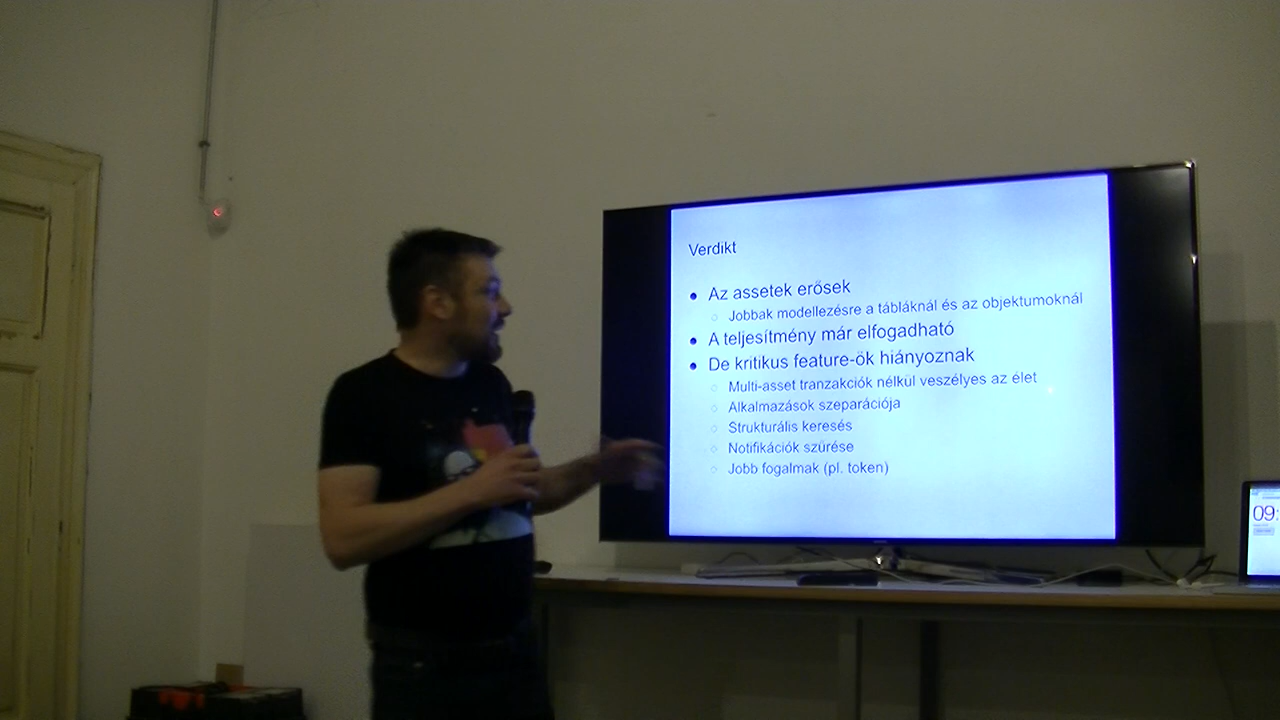 Verdikt
Az assetek erősek
Jobbak modellezésre a tábláknál és az objektumoknál
A teljesítmény már elfogadható
De kritikus feature-ök hiányoznak
Multi-asset tranzakciók nélkül veszélyes az élet
Alkalmazások szeparációja
Strukturális keresés
Notifikációk szűrése
Jobb fogalmak (pl. token)
09: